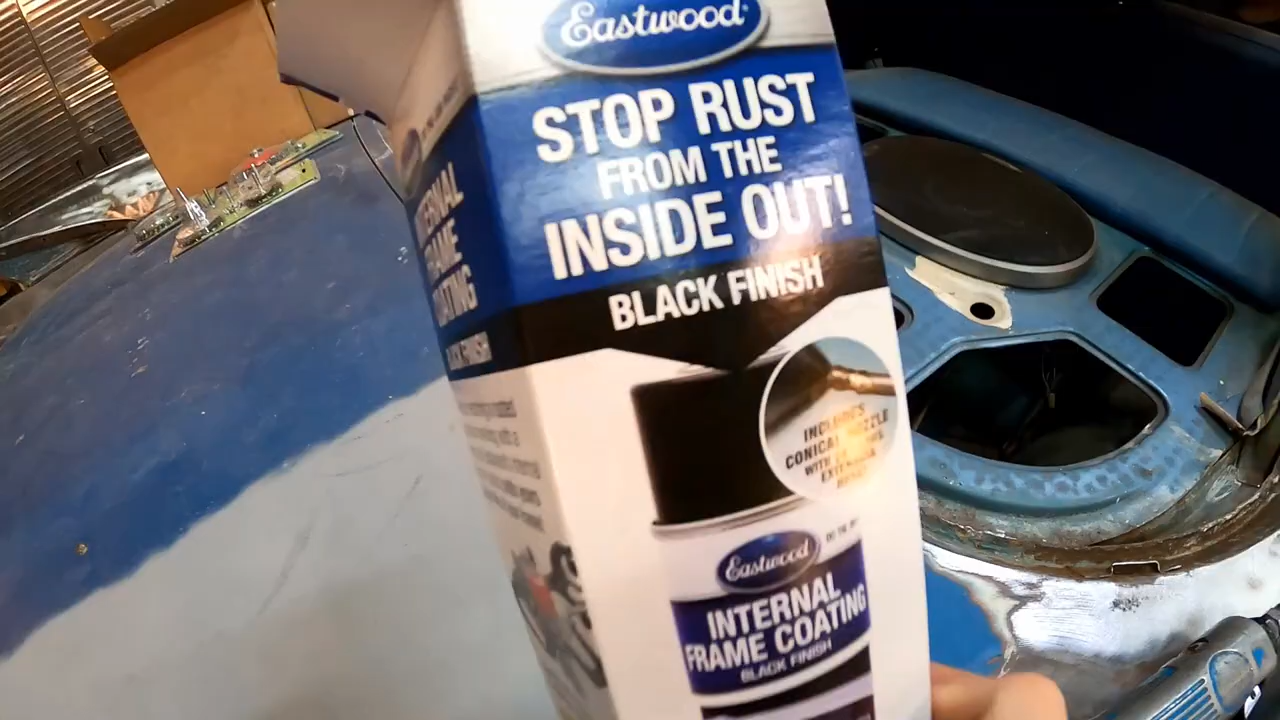 Eastwood
STOP RUST
FROM THE
INSIDE OUT!
BLACK FINISH
INTERNAL
FRAME
COATING
BLACK FINISH
INCLUDES
CONICAL NOZZLE
WITH
Eastwood
INTERNAL
FRAME COATING
BLACK FINISH